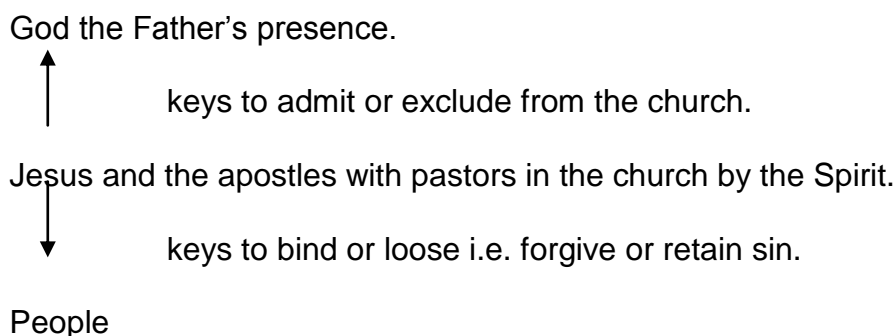 God the Father’s presence.
keys to admit or exclude from the church.
Jesus and the apostles with pastors in the church by the Spirit.
keys to bind or loose i.e. forgive or retain sin.
People